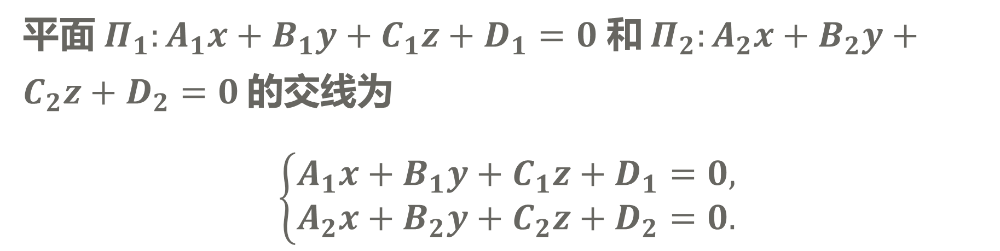 平面 Π₁: A₁x + B₁y + C₁z + D₁ = 0 和 Π₂: A₂x + B₂y +
C₂z + D₂ = 0 的交线为
A₁x + B₁y + C₁z + D₁ = 0,
A₂x + B₂y + C₂z + D₂ = 0.